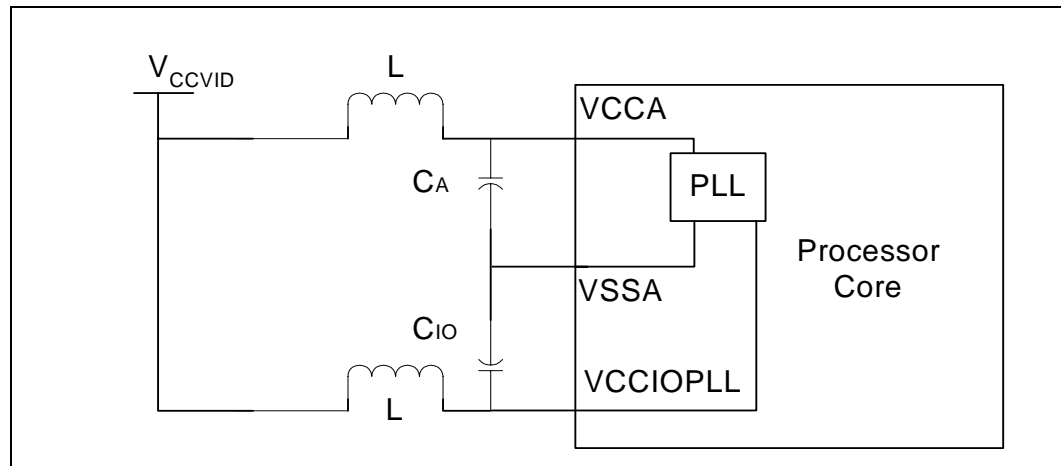 VCCVID
L
VCCA
CA
PLL
Processor
Core
VSSA
CIO
VCCIOPLL
L